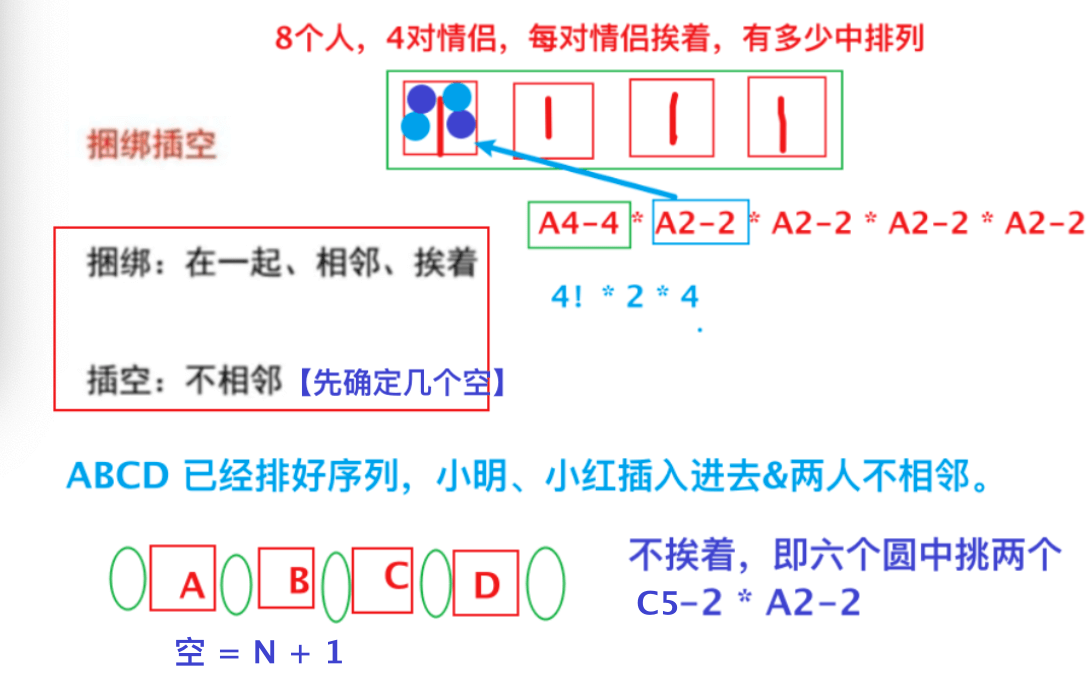 8个人，4对情侣，每对情侣挨着，有多少中排列
捆绑插空
A4-4 * A2-2 * A2-2 * A2-2 * A2-2
捆绑：在一起、相邻、挨着
4! * 2 * 4
插空：不相邻【先确定几个空】
ABCD 已经排好序列，小明、小红插入进去&两人不相邻。
不挨着，即六个圆中挑两个
A B C D
C5-2 * A2-2
空 = N + 1